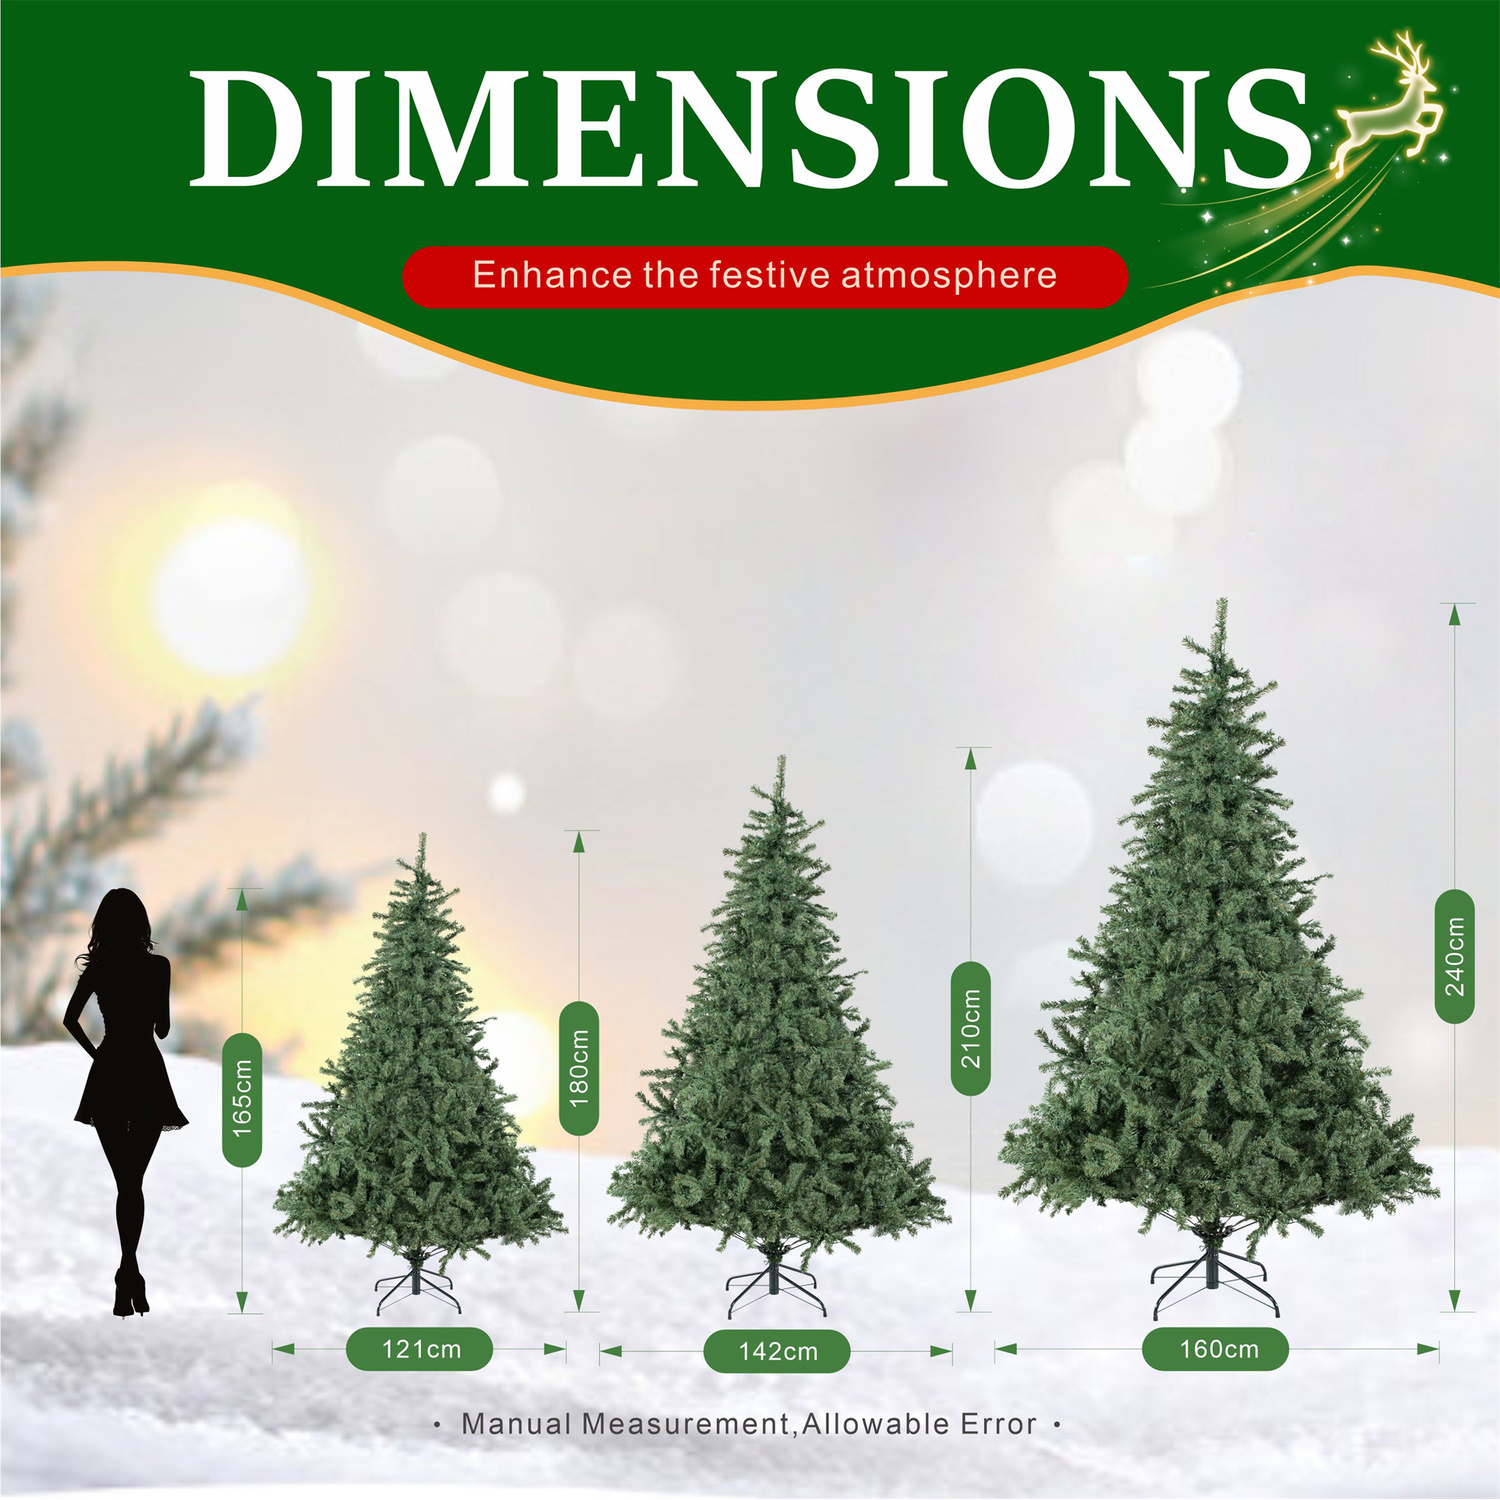 DIMENSIONS
Enhance the festive atmosphere
165cm
180cm
210cm
240cm
121cm
142cm
160cm
• Manual Measurement,Allowable Error •